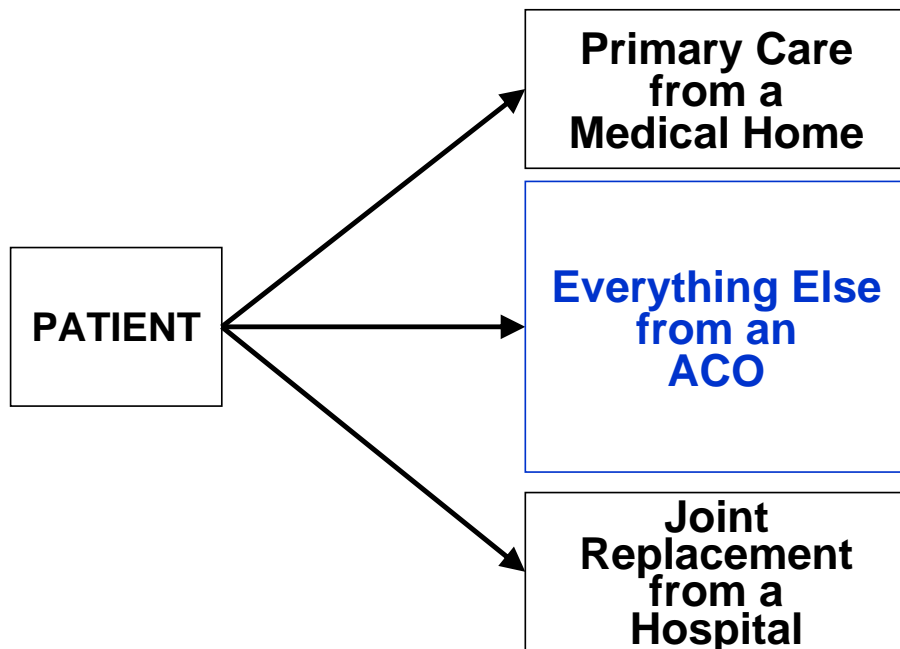 Primary Care
from a
Medical Home
PATIENT
Everything Else
from an
ACO
Joint
Replacement
from a
Hospital